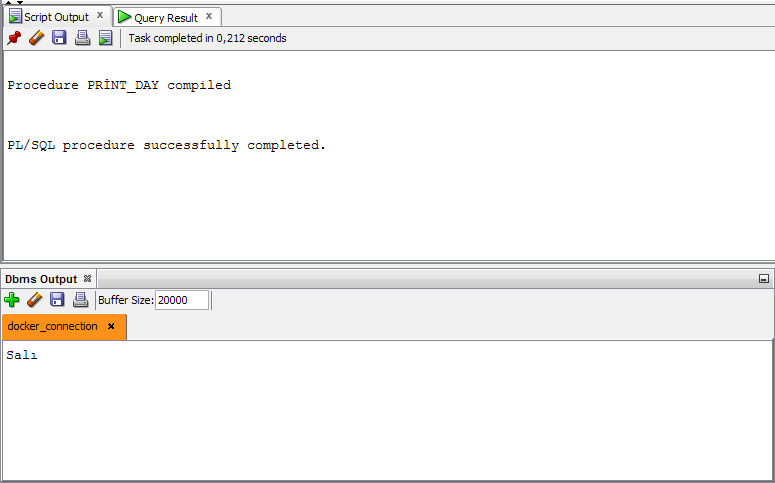 Script Output x Query Result x
Task completed in 0,212 seconds
Procedure PRİNT_DAY compiled
PL/SQL procedure successfully completed.
Dbms Output
Buffer Size: 20000
docker_connection
Salı